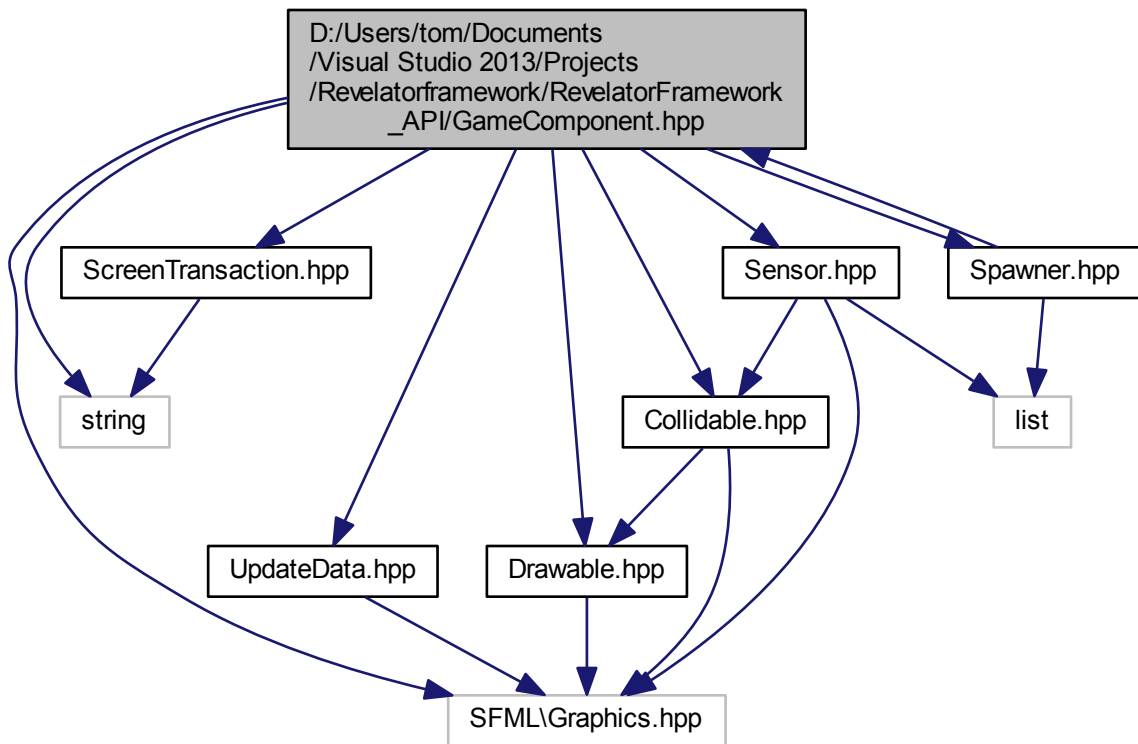 D:/Users/tom/Documents
/Visual Studio 2013/Projects
/Revelatorframework/RevelatorFramework
_API/GameComponent.hpp
ScreenTransaction.hpp
Sensor.hpp
Spawner.hpp
string
Collidable.hpp
list
UpdateData.hpp
Drawable.hpp
SFML\Graphics.hpp